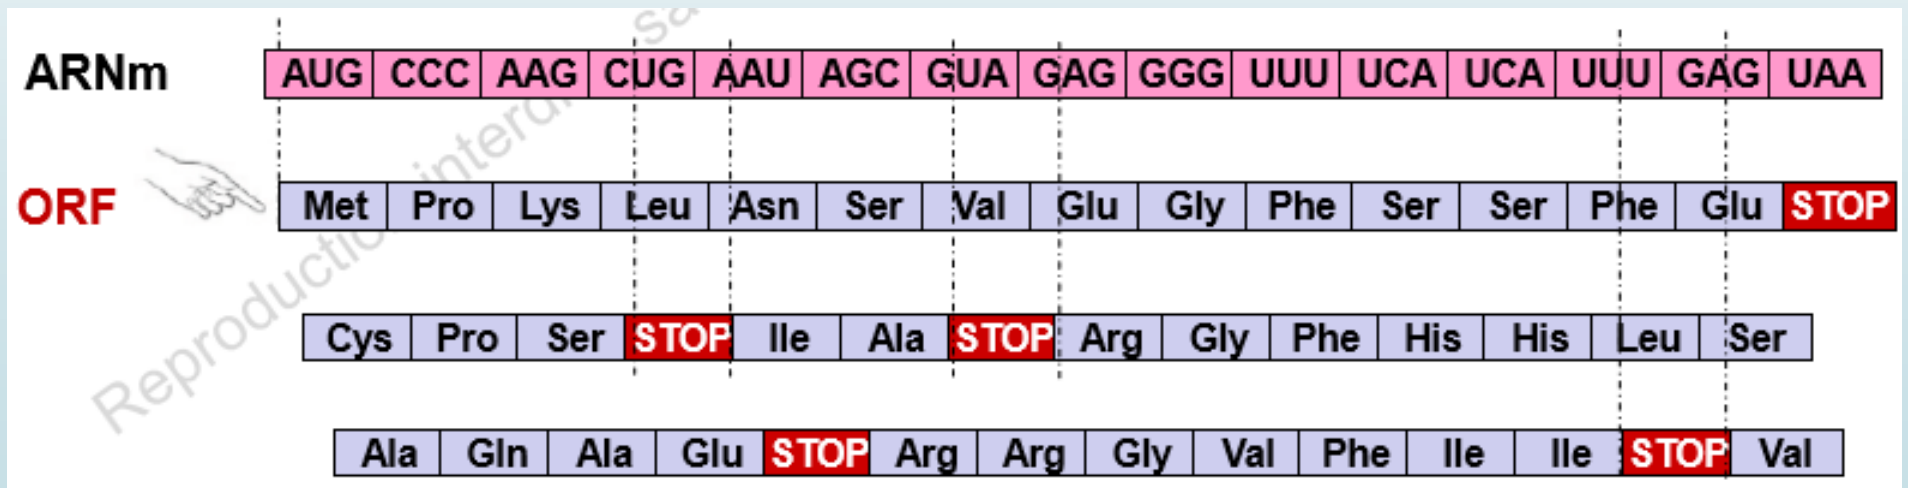 ARNm AUG CCC AAG CUG AAU AGC GUA GAG GGG UUU UCA UCA UUU GAG UAA
ORF Met Pro Lys Leu Asn Ser Val Glu Gly Phe Ser Ser Phe Glu STOP
Cys Pro Ser STOP Ile Ala STOP Arg Gly Phe His His Leu Ser
Ala Gln Ala Glu STOP Arg Arg Gly Val Phe Ile Ile STOP Val